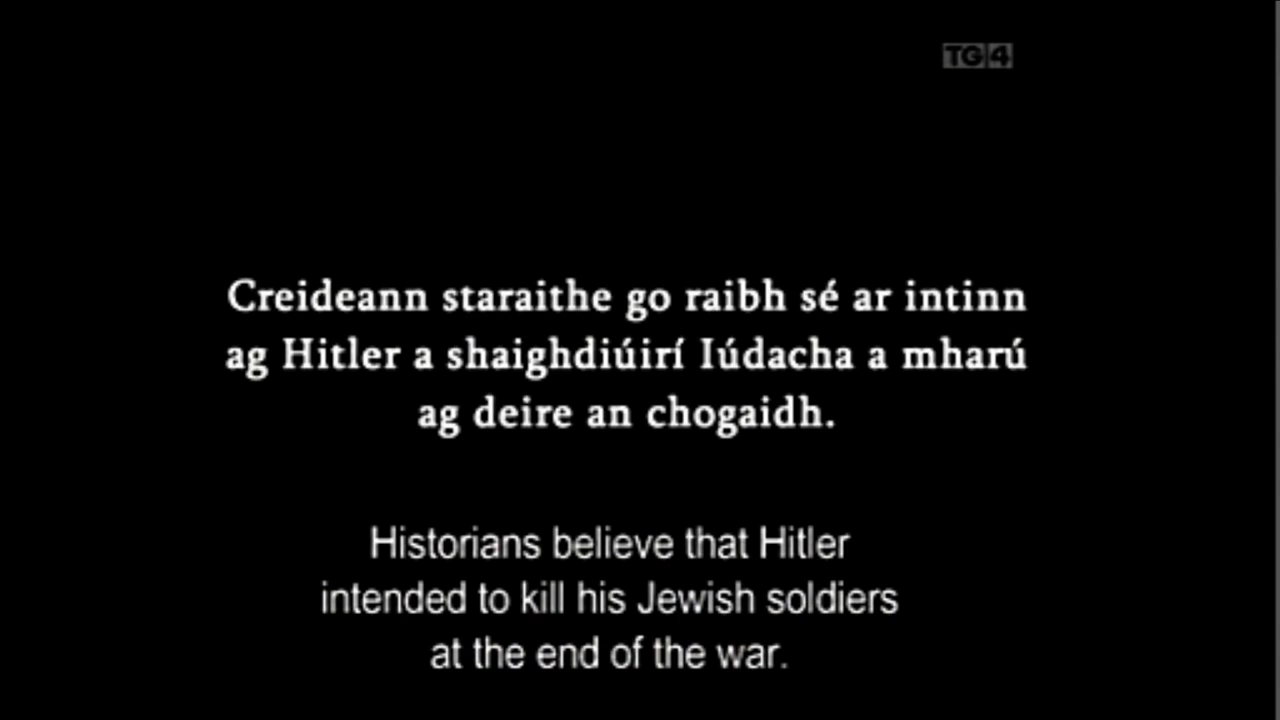 TG4
Creideann staraithe go raibh sé ar intinn
ag Hitler a shaighdiúirí Iúdacha a mharú
ag deire an chogaidh.
Historians believe that Hitler
intended to kill his Jewish soldiers
at the end of the war.